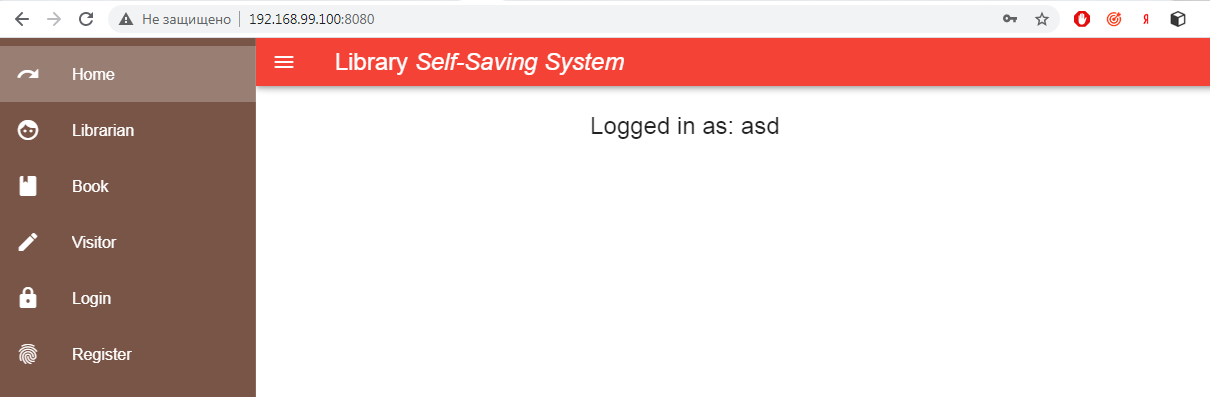 Не защищено 192.168.99.100:8080
Я
Library Self-Saving System
Home
Librarian
Book
Visitor
Login
Register
Logged in as: asd